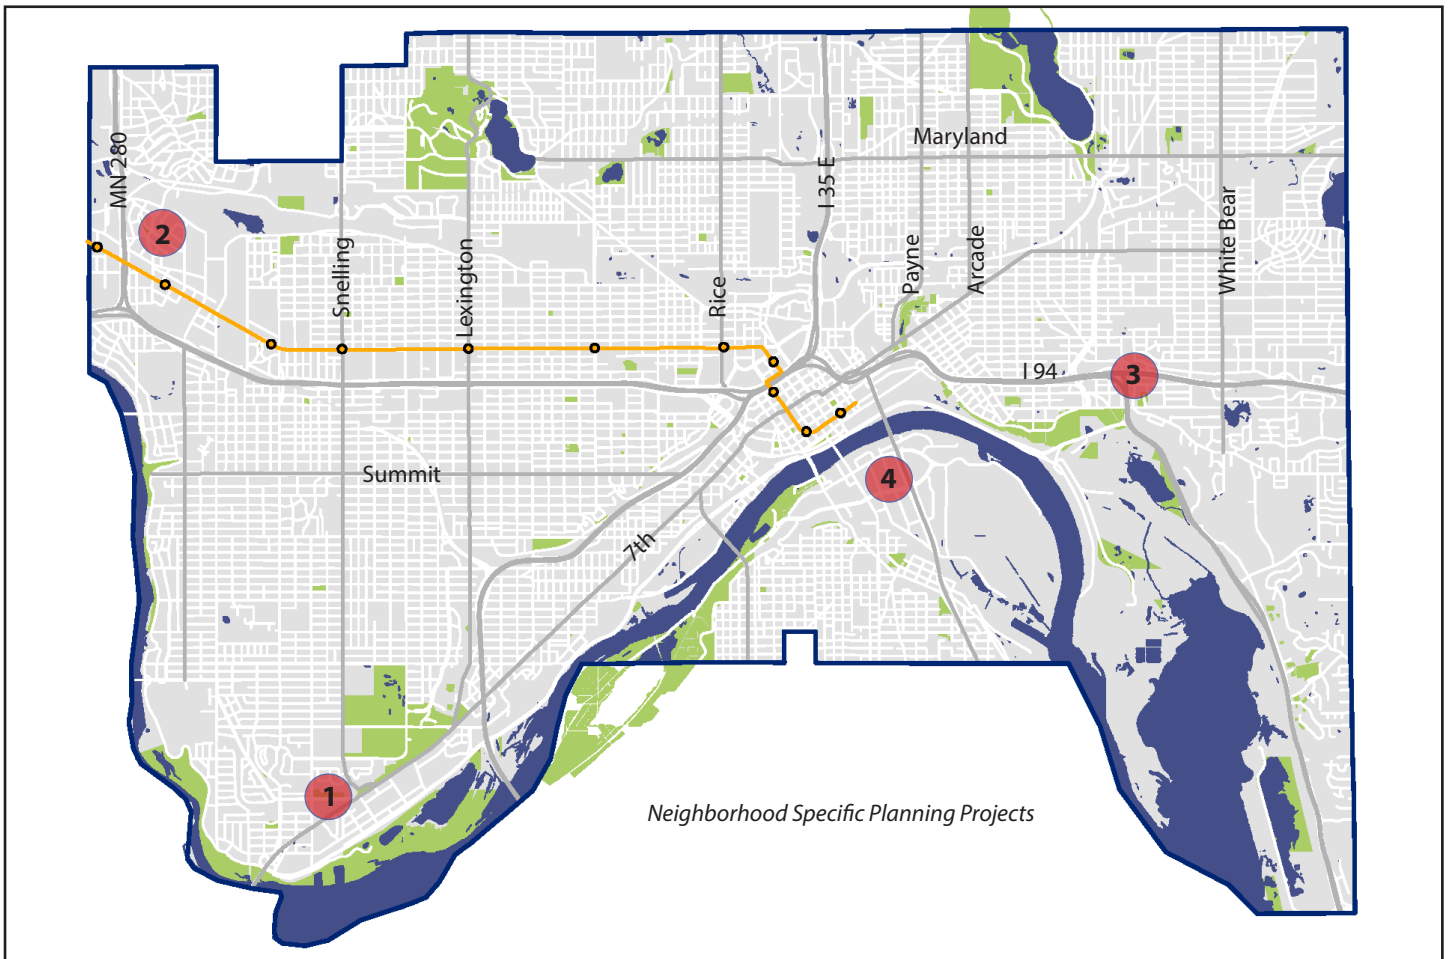 Maryland
MN 280
I 35 E
2
Snelling
Lexington
Rice
Payne
Arcade
White Bear
I 94
3
Summit
4
7th
1
Neighborhood Specific Planning Projects